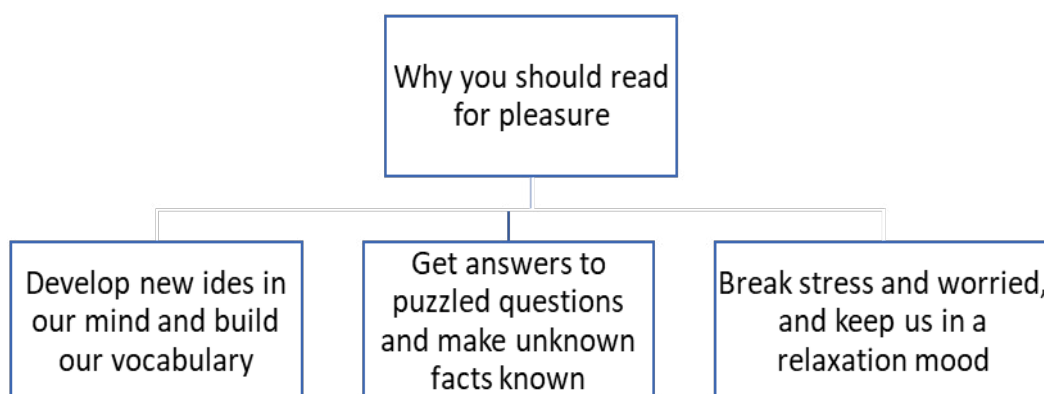 Why you should read
for pleasure
Develop new ides in
our mind and build
our vocabulary
Get answers to
puzzled questions
and make unknown
facts known
Break stress and worried,
and keep us in a
relaxation mood